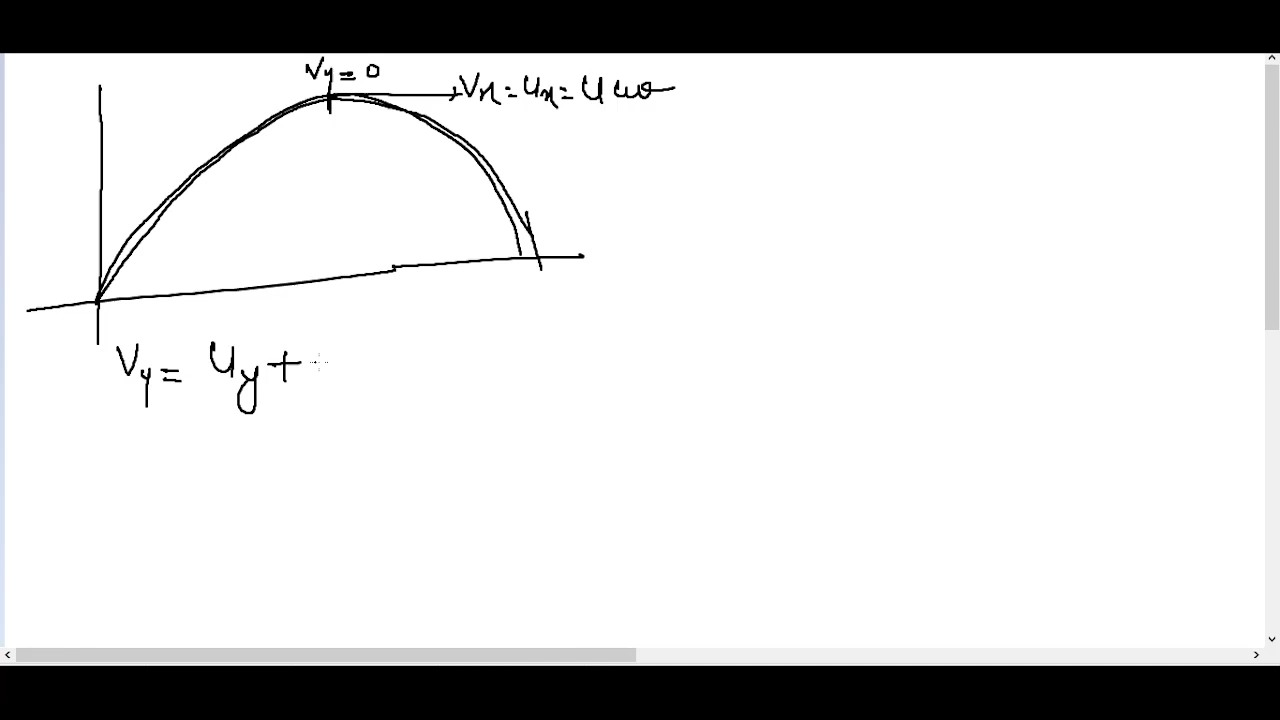 Vy = 0
Vx = Ux = U cosθ
Vy = Uy +